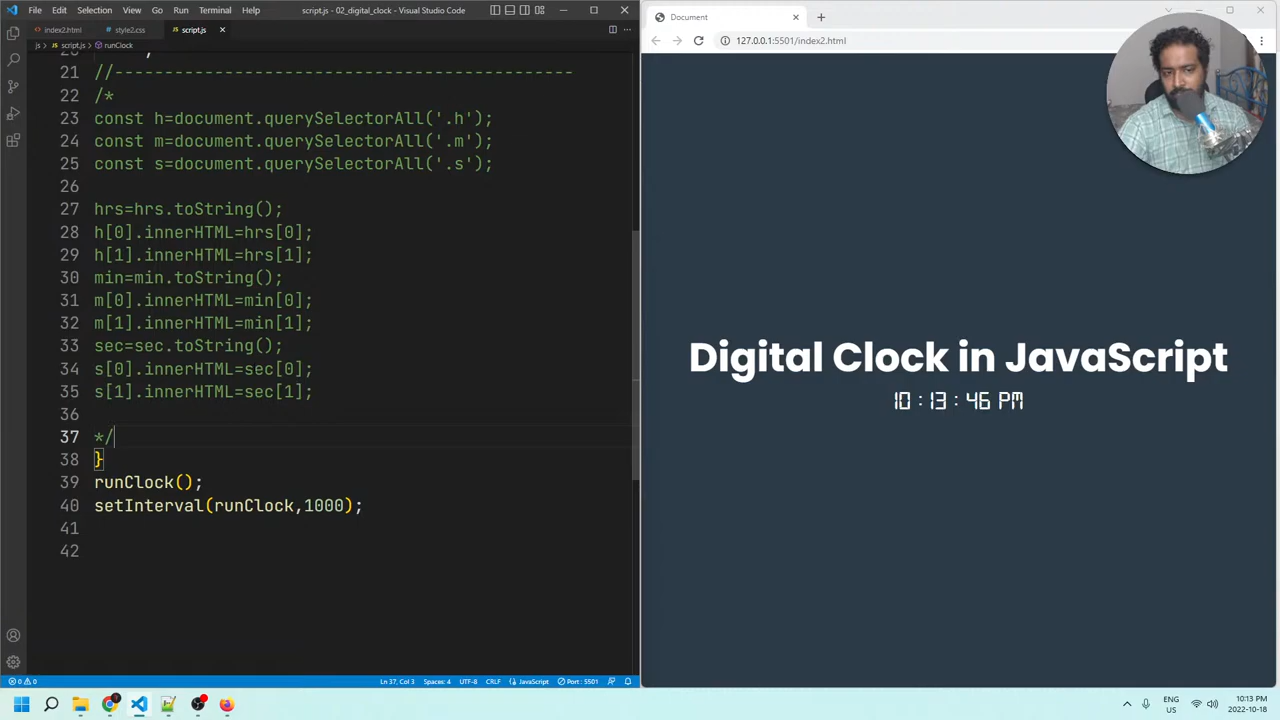 File Edit Selection View Go Run Terminal Help
script.js - 02_digital_clock - Visual Studio Code
index2.html
style2.css
script.js
js > script.js > runClock
21 //----------------------------------------------
22 /*
23 const h=document.querySelectorAll('.h');
24 const m=document.querySelectorAll('.m');
25 const s=document.querySelectorAll('.s');
26
27 hrs=hrs.toString();
28 h[0].innerHTML=hrs[0];
29 h[1].innerHTML=hrs[1];
30 min=min.toString();
31 m[0].innerHTML=min[0];
32 m[1].innerHTML=min[1];
33 sec=sec.toString();
34 s[0].innerHTML=sec[0];
35 s[1].innerHTML=sec[1];
36
37 */
38 }
39 runClock();
40 setInterval(runClock,1000);
41
42
0 0
Ln 37, Col 3
Spaces: 4
UTF-8
CRLF
JavaScript
Port : 5501
Document
127.0.0.1:5501/index2.html
Digital Clock in JavaScript
10 : 13 : 46 PM
ENG
US
10:13 PM
2022-10-18